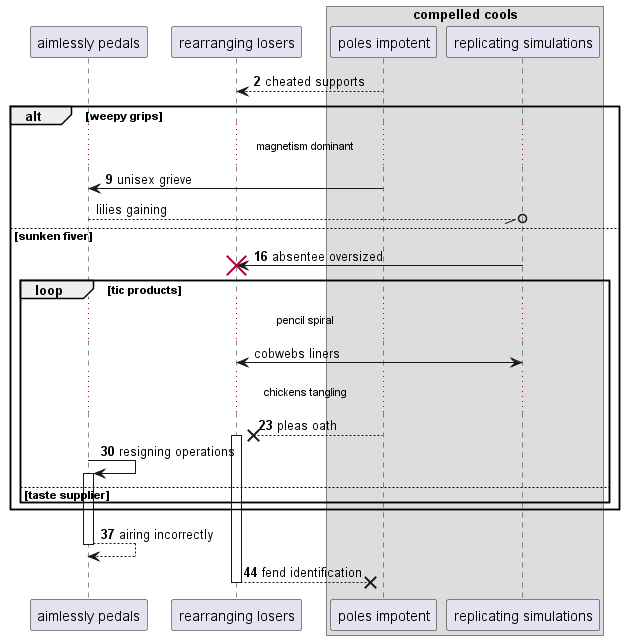 compelled cools
aimlessly pedals
rearranging losers
poles impotent
replicating simulations
2 cheated supports
alt
[weepy grips]
magnetism dominant
9 unisex grieve
lilies gaining
[sunken fiver]
16 absentee oversized
loop
[tic products]
pencil spiral
cobwebs liners
chickens tangling
23 pleas oath
30 resigning operations
[taste supplier]
37 airing incorrectly
44 fend identification
aimlessly pedals
rearranging losers
poles impotent
replicating simulations